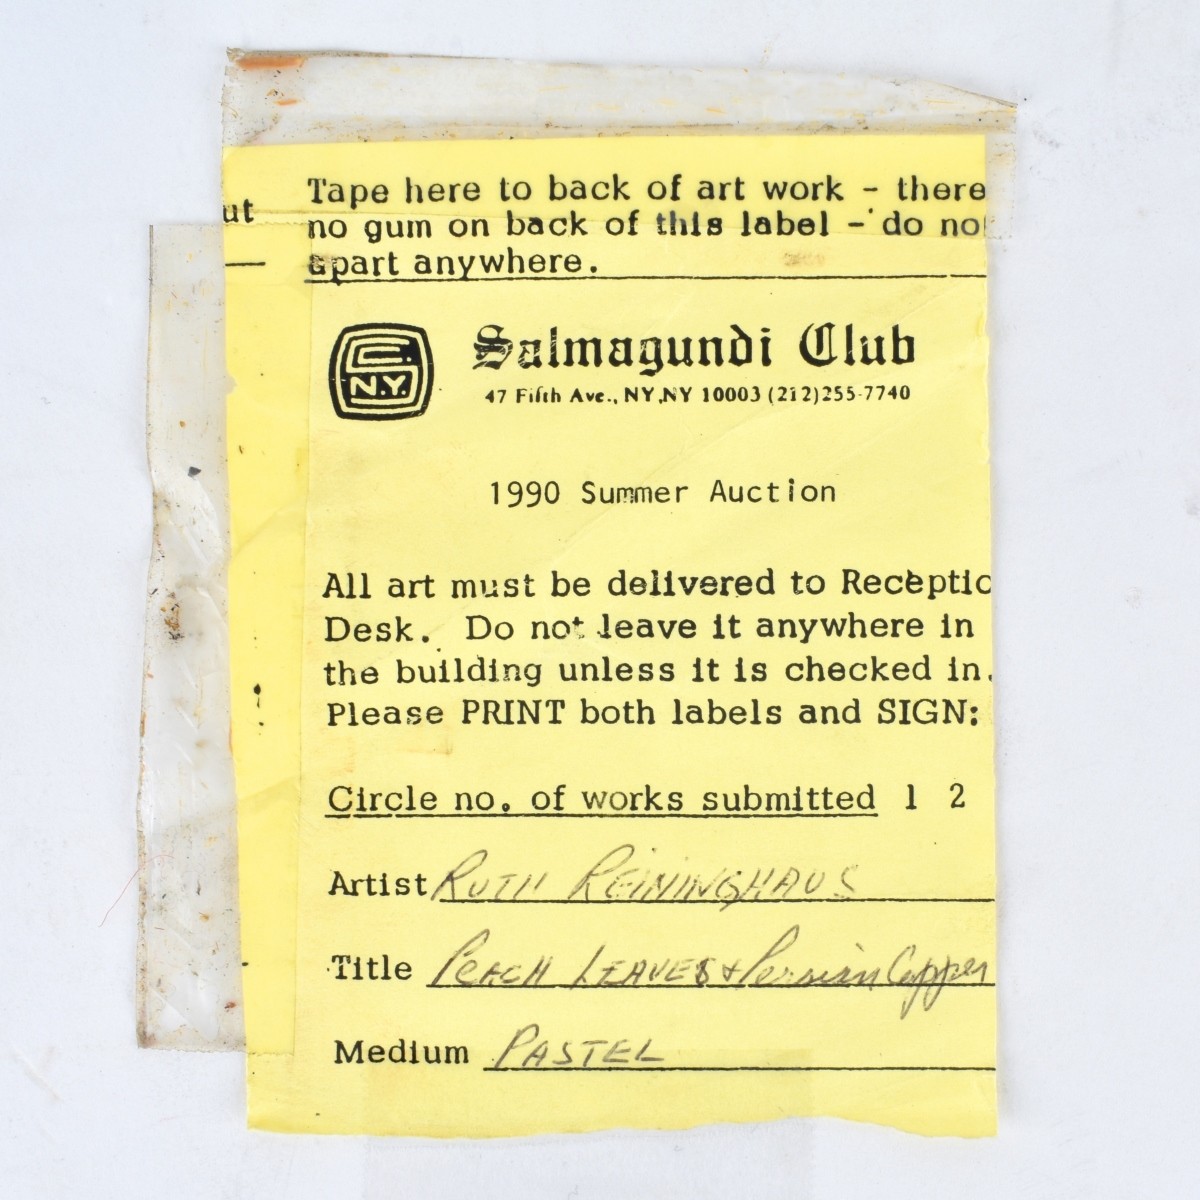 ut
Tape here to back of art work - there
no gum on back of this label - do not
apart anywhere.
S.C.
N.Y.
Salmagundi Club
47 Fifth Ave., NY,NY 10003 (212)255-7740
1990 Summer Auction
All art must be delivered to Receptio
Desk. Do not leave it anywhere in
the building unless it is checked in.
Please PRINT both labels and SIGN:
Circle no. of works submitted 1 2
Artist RUTH REININGHAUS
Title PEACH LEAVES & Persian Copper
Medium PASTEL